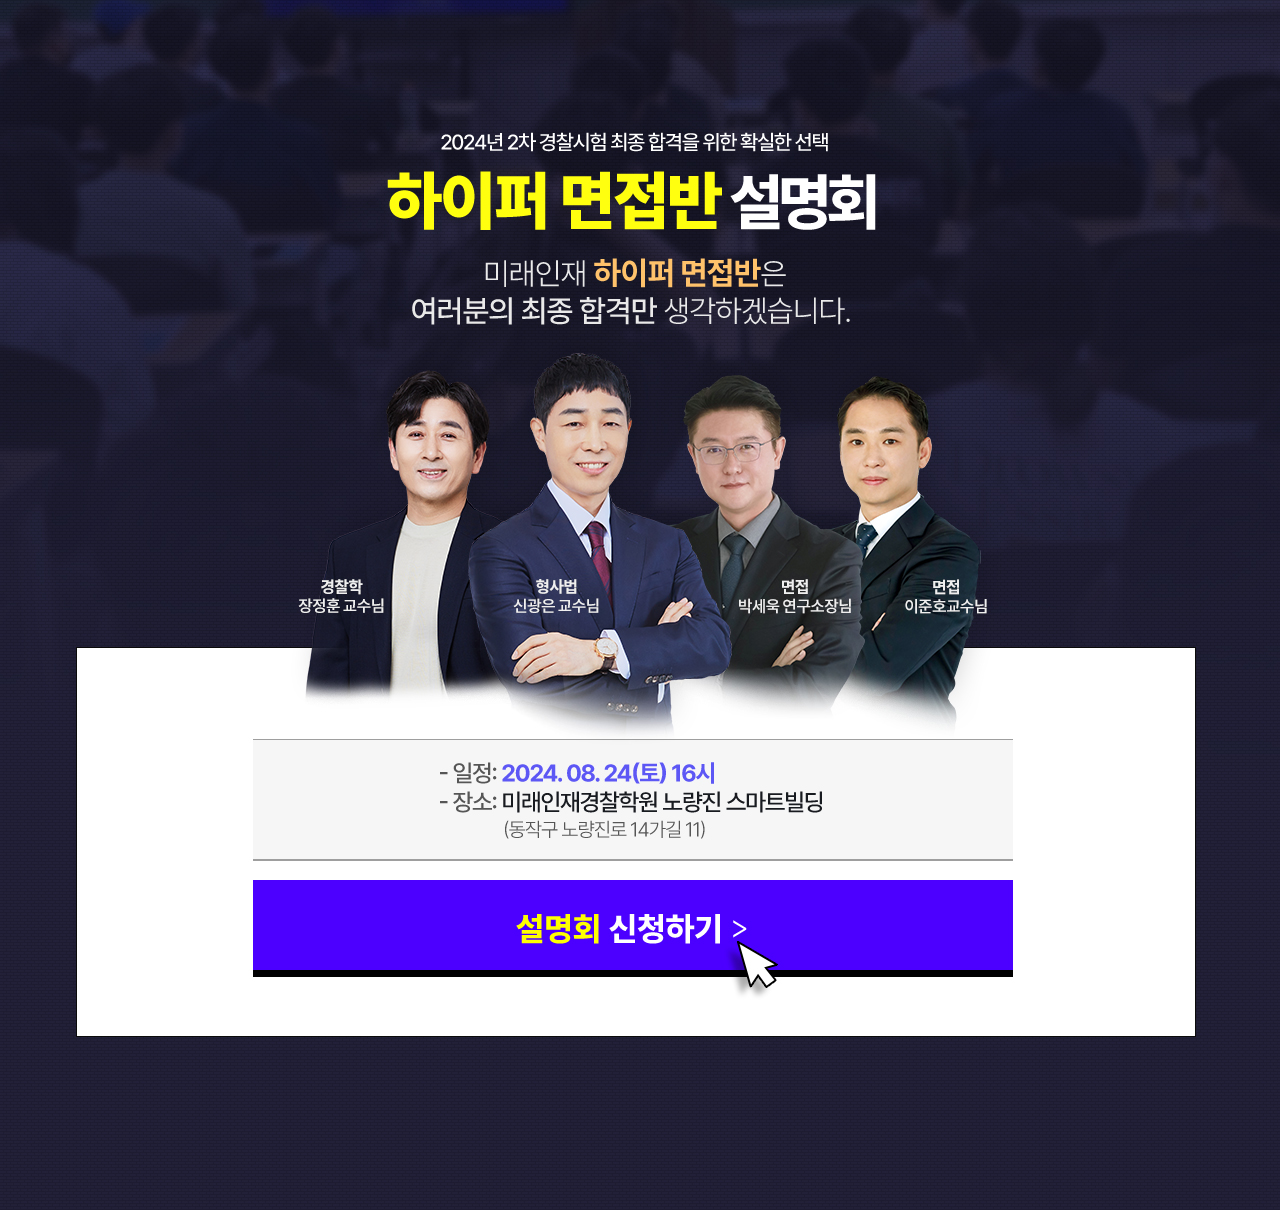 2024년 2차 경찰시험 최종 합격을 위한 확실한 선택
하이퍼 면접반 설명회
미래인재 하이퍼 면접반은
여러분의 최종 합격만 생각하겠습니다.
경찰학
장정훈 교수님
형사법
신광은 교수님
면접
박세욱 연구소장님
면접
이준호교수님
- 일정: 2024. 08. 24(토) 16시
- 장소: 미래인재경찰학원 노량진 스마트빌딩
(동작구 노량진로 14가길 11)
설명회 신청하기 >